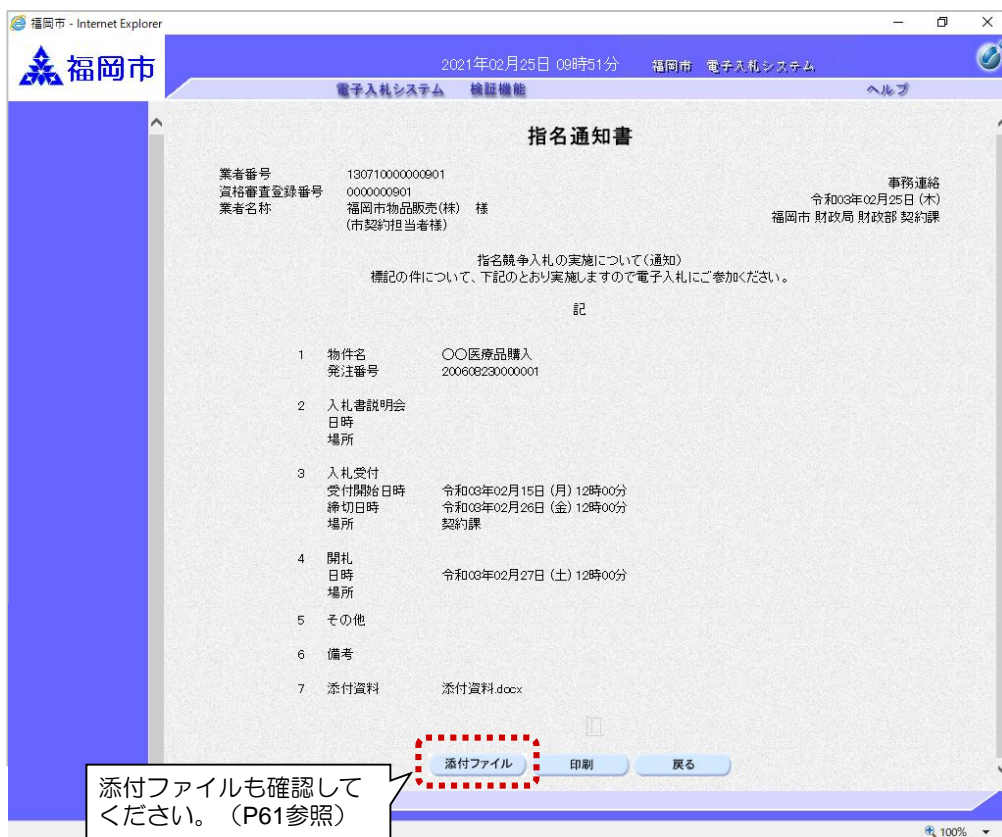 福岡市 - Internet Explorer
福岡市
2021年02月25日 09時51分 福岡市 電子入札システム
電子入札システム 検証機能 ヘルプ
指名通知書
業者番号 130710000000901
資格審査登録番号 0000000901
業者名称 福岡市物品販売(株) 様
(市契約担当者様)
事務連絡
令和03年02月25日(木)
福岡市 財政局 財政部 契約課
指名競争入札の実施について(通知)
標記の件について、下記のとおり実施しますので電子入札にご参加ください。
記
1 物件名 〇〇医療品購入
発注番号 200608230000001
2 入札書説明会
日時
場所
3 入札受付
受付開始日時 令和03年02月15日(月)12時00分
締切日時 令和03年02月26日(金)12時00分
場所 契約課
4 開札
日時 令和03年02月27日(土)12時00分
場所
5 その他
6 備考
7 添付資料 添付資料.docx
添付ファイル 印刷 戻る
添付ファイルも確認して
ください。（P61参照）
100%